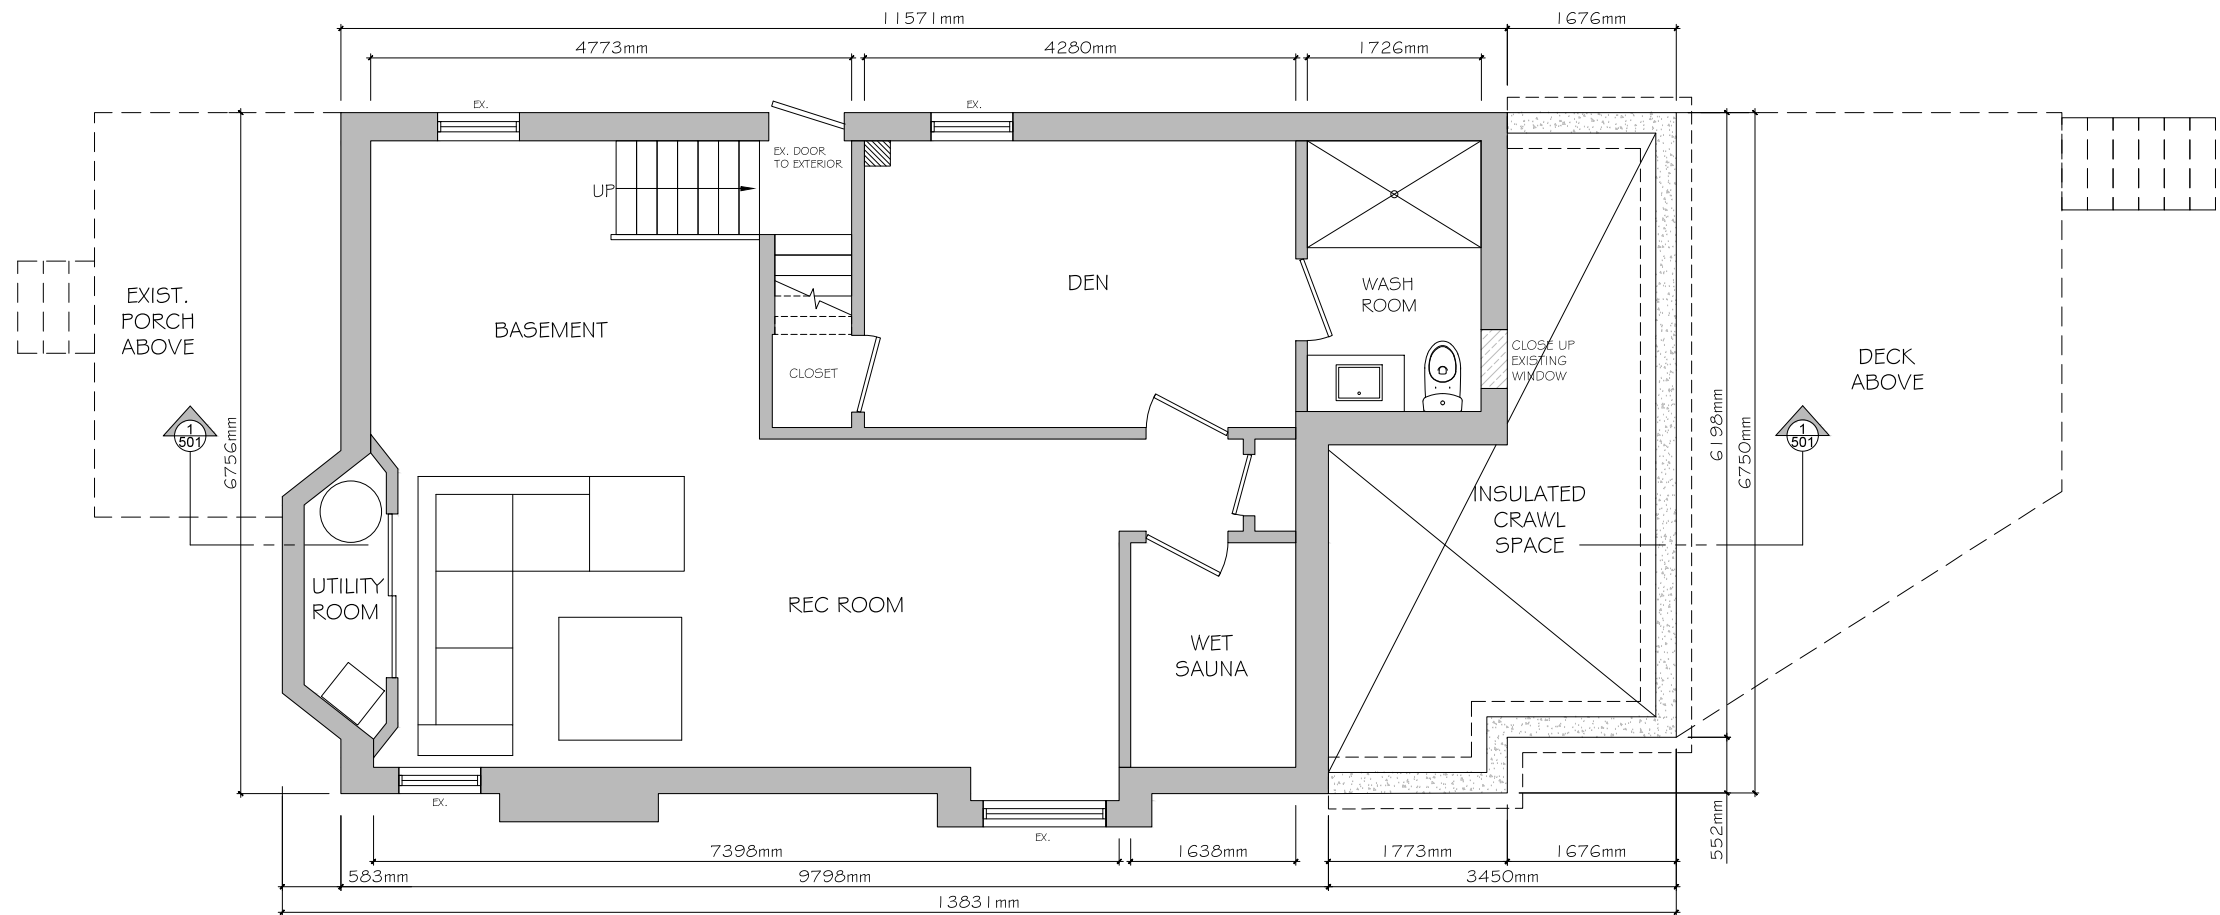 11571mm
1676mm
4773mm
4280mm
1726mm
EX.
EX.
EX. DOOR
TO EXTERIOR
UP
EXIST.
PORCH
ABOVE
BASEMENT
DEN
WASH
ROOM
CLOSET
CLOSE UP
EXISTING
WINDOW
DECK
ABOVE
1
501
6756mm
6198mm
6750mm
1
501
INSULATED
CRAWL
SPACE
UTILITY
ROOM
REC ROOM
WET
SAUNA
EX.
EX.
552mm
7398mm
1638mm
1773mm
1676mm
583mm
9798mm
3450mm
13831mm